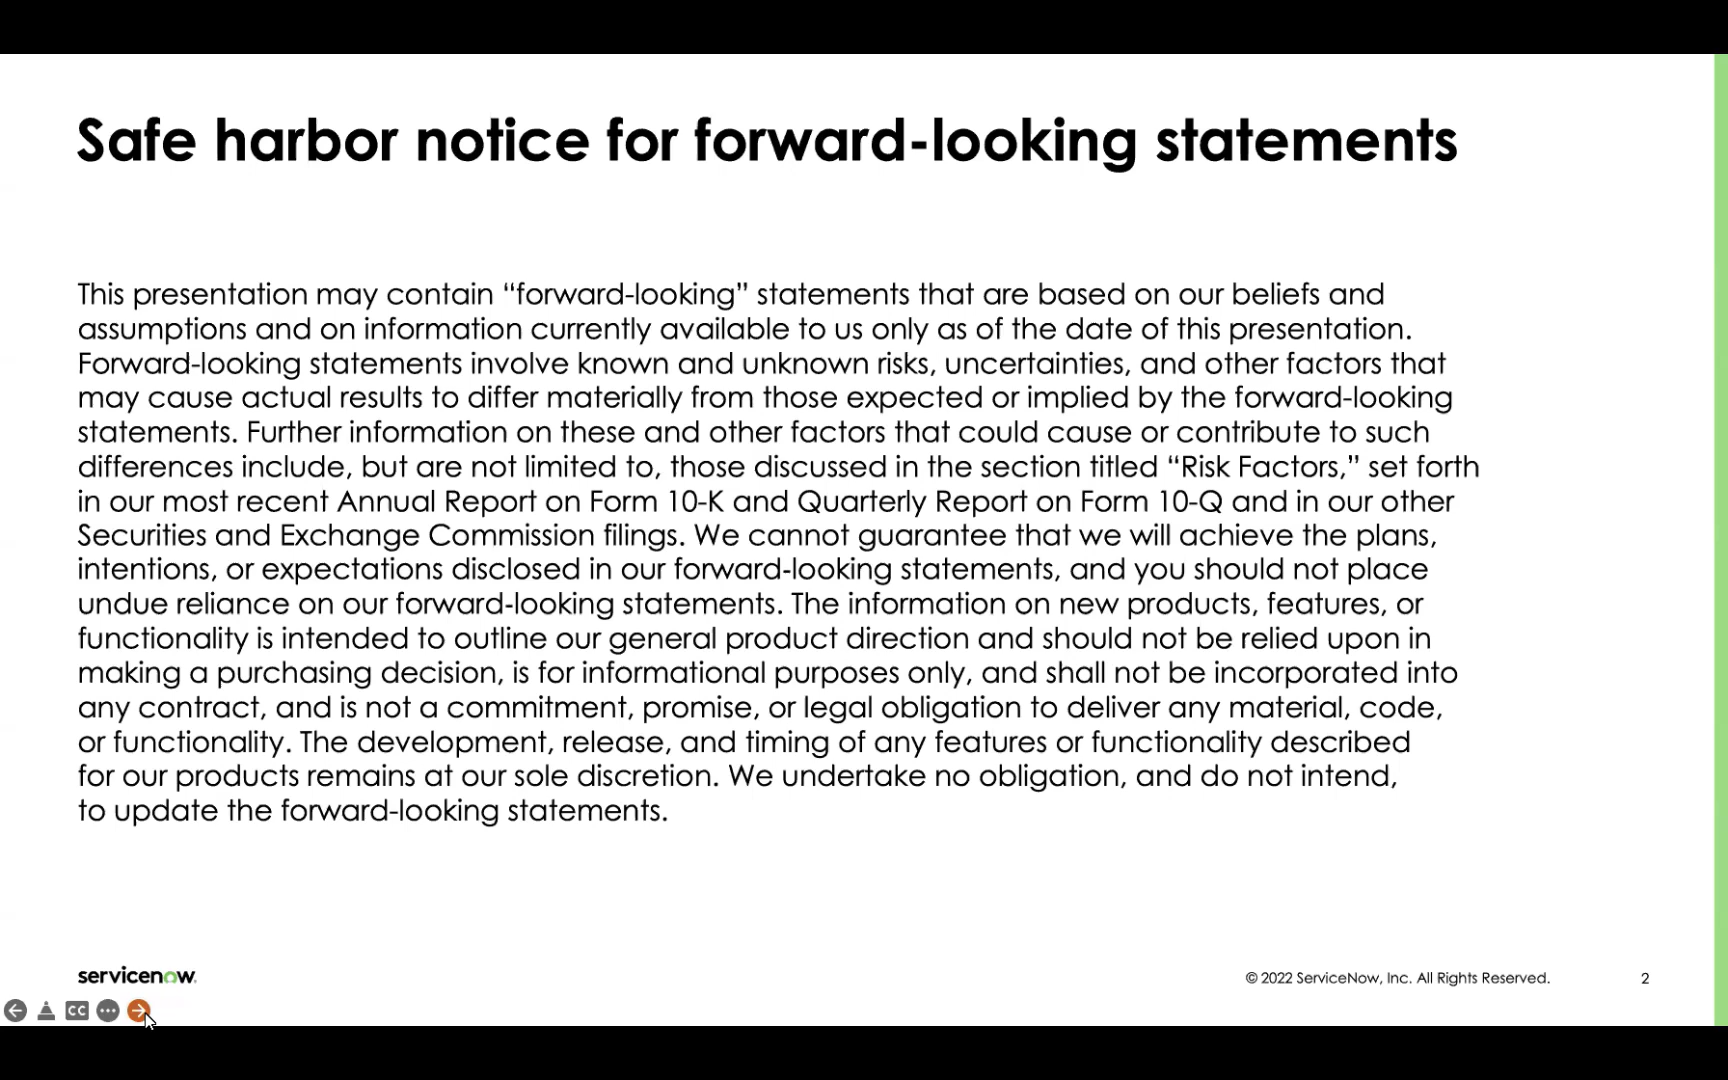 Safe harbor notice for forward-looking statements
This presentation may contain “forward-looking” statements that are based on our beliefs and
assumptions and on information currently available to us only as of the date of this presentation.
Forward-looking statements involve known and unknown risks, uncertainties, and other factors that
may cause actual results to differ materially from those expected or implied by the forward-looking
statements. Further information on these and other factors that could cause or contribute to such
differences include, but are not limited to, those discussed in the section titled “Risk Factors,” set forth
in our most recent Annual Report on Form 10-K and Quarterly Report on Form 10-Q and in our other
Securities and Exchange Commission filings. We cannot guarantee that we will achieve the plans,
intentions, or expectations disclosed in our forward-looking statements, and you should not place
undue reliance on our forward-looking statements. The information on new products, features, or
functionality is intended to outline our general product direction and should not be relied upon in
making a purchasing decision, is for informational purposes only, and shall not be incorporated into
any contract, and is not a commitment, promise, or legal obligation to deliver any material, code,
or functionality. The development, release, and timing of any features or functionality described
for our products remains at our sole discretion. We undertake no obligation, and do not intend,
to update the forward-looking statements.
servicenow.
© 2022 ServiceNow, Inc. All Rights Reserved.
2
CC